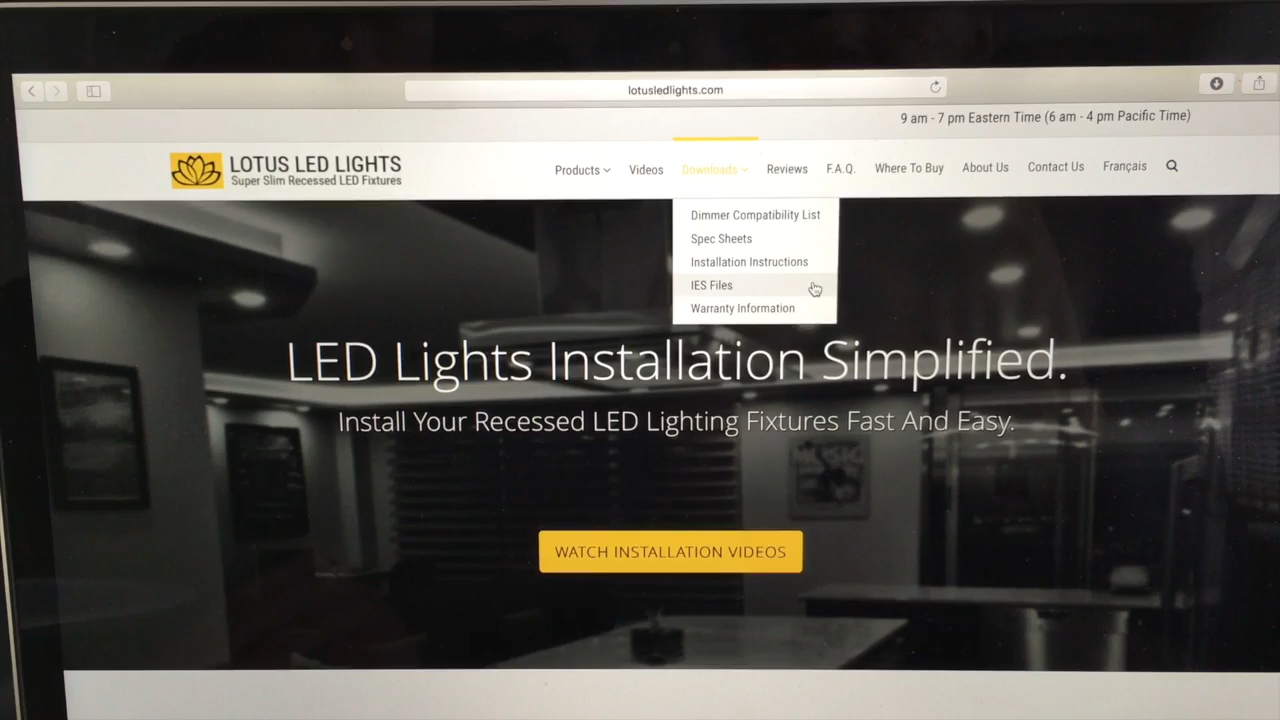 lotusledlights.com
9 am - 7 pm Eastern Time (6 am - 4 pm Pacific Time)
LOTUS LED LIGHTS
Super Slim Recessed LED Fixtures
Products Videos Downloads Reviews F.A.Q. Where To Buy About Us Contact Us Français
Dimmer Compatibility List
Spec Sheets
Installation Instructions
IES Files
Warranty Information
LED Lights Installation Simplified.
Install Your Recessed LED Lighting Fixtures Fast And Easy.
MUSIC
WATCH INSTALLATION VIDEOS